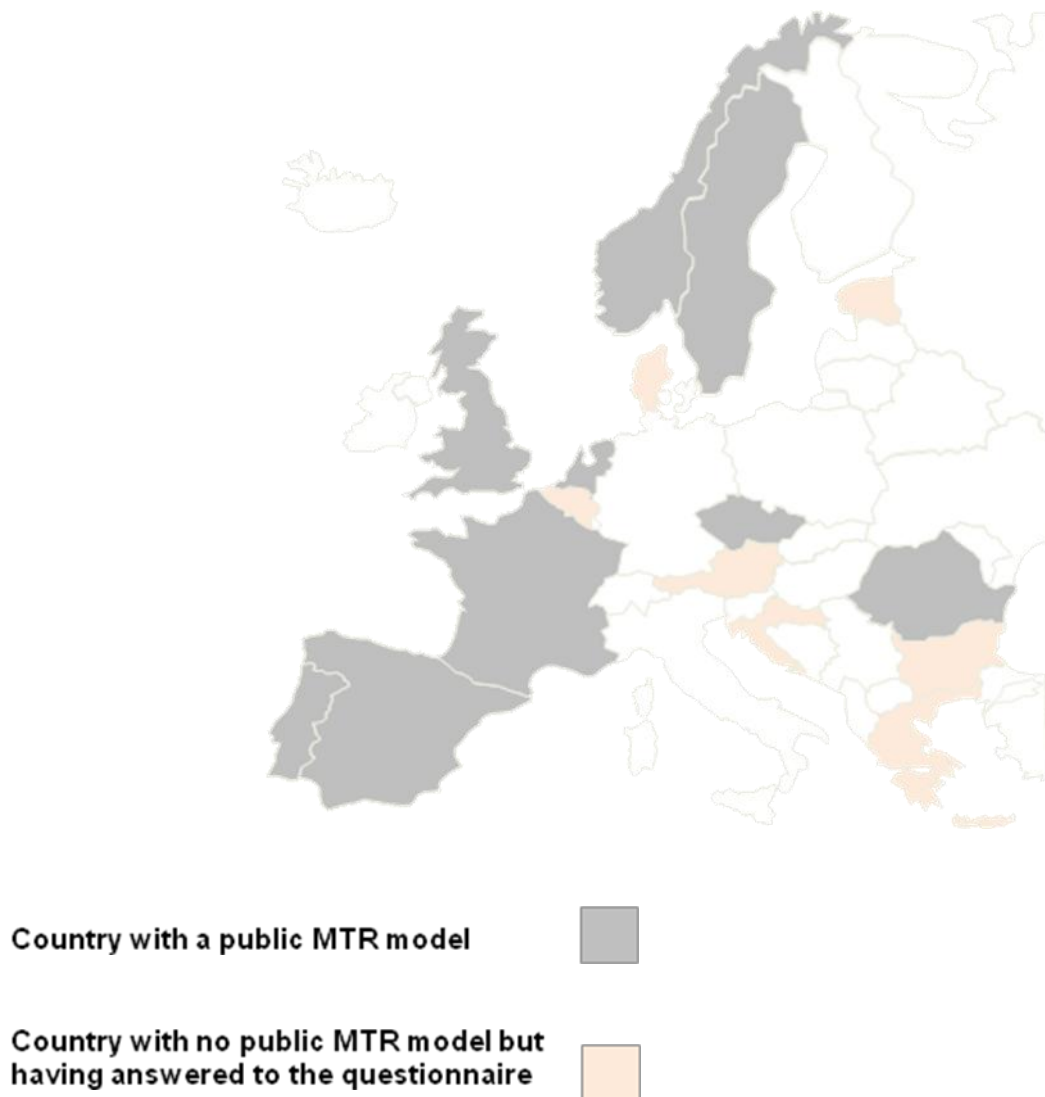 Country with a public MTR model
Country with no public MTR model but
having answered to the questionnaire